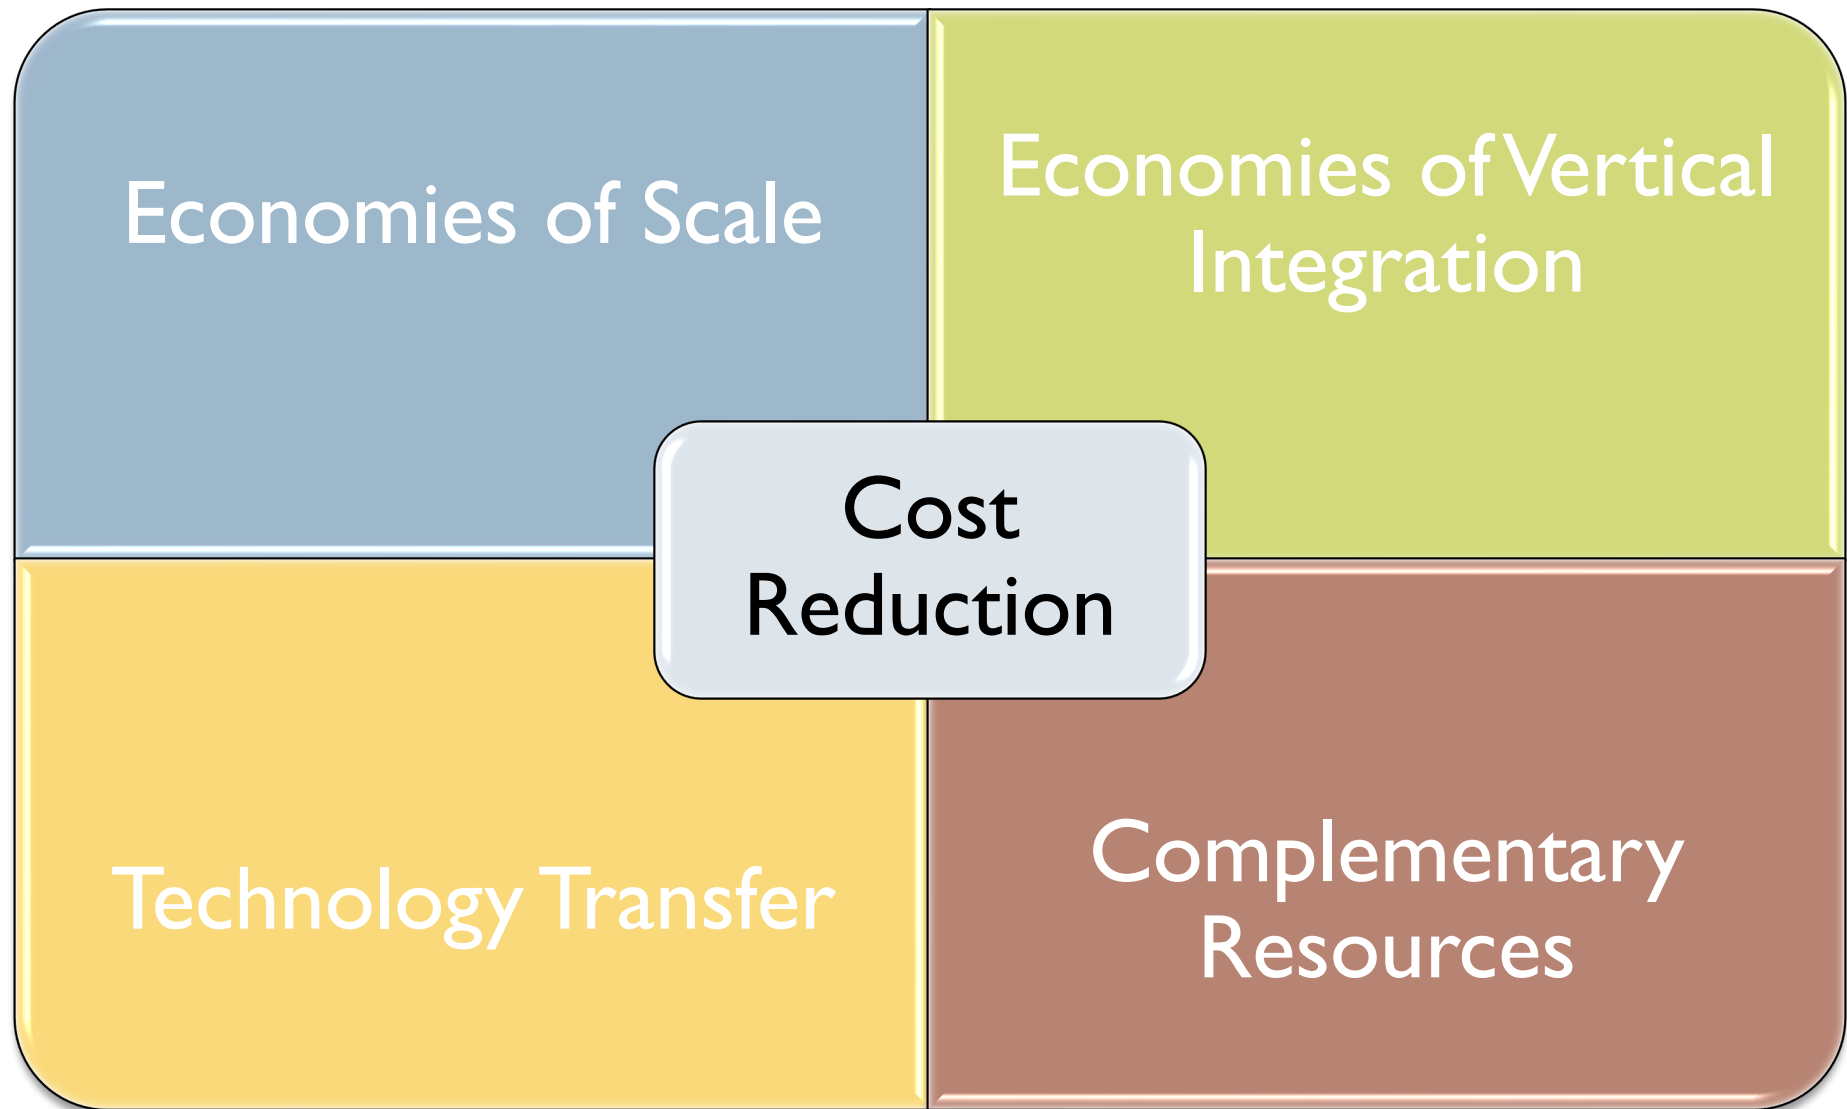 Economies of Scale
Economies of Vertical
Integration
Cost
Reduction
Technology Transfer
Complementary
Resources